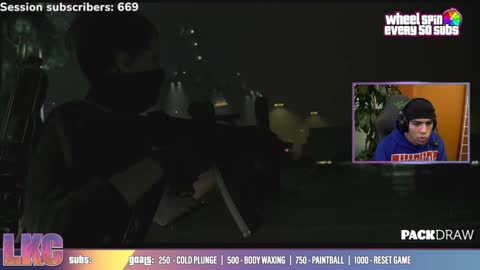 Session subscribers: 669
wheel spin
every 50 subs
PACKDRAW
LKC
subs:
goals: 250 - COLD PLUNGE | 500 - BODY WAXING | 750 - PAINTBALL | 1000 - RESET GAME